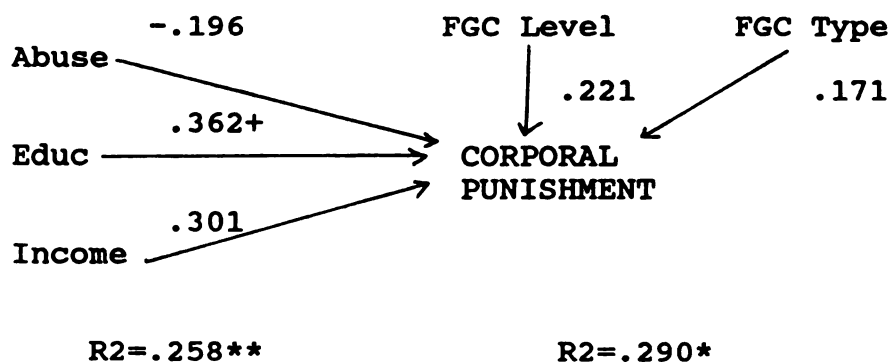 -.196 FGC Level FGC Type
Abuse
.221 .171
.362+
Educ CORPORAL
PUNISHMENT
.301
Income
R2=.258** R2=.290*